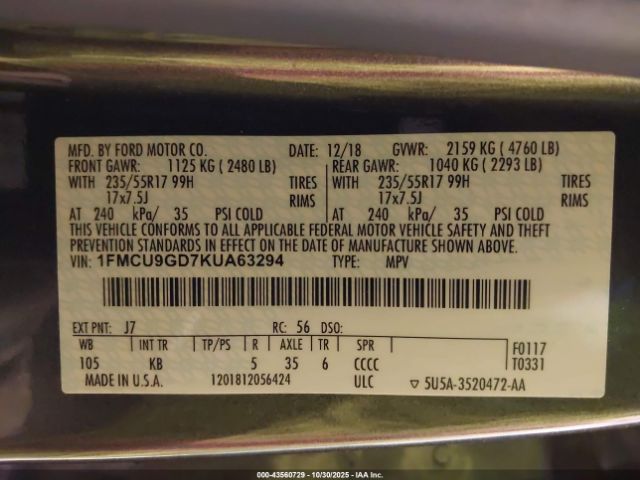 MFD. BY FORD MOTOR CO. DATE: 12/18 GVWR: 2159 KG ( 4760 LB)
FRONT GAWR: 1125 KG ( 2480 LB) REAR GAWR: 1040 KG ( 2293 LB)
WITH 235/55R17 99H TIRES WITH 235/55R17 99H TIRES
17x7.5J RIMS 17x7.5J RIMS
AT 240 kPa/ 35 PSI COLD AT 240 kPa/ 35 PSI COLD
THIS VEHICLE CONFORMS TO ALL APPLICABLE FEDERAL MOTOR VEHICLE SAFETY AND THEFT
PREVENTION STANDARDS IN EFFECT ON THE DATE OF MANUFACTURE SHOWN ABOVE.
VIN: 1FMCU9GD7KUA63294 TYPE: MPV
EXT PNT: J7 RC: 56 DSO:
WB INT TR TP/PS R AXLE TR SPR F0117
105 KB 5 35 6 CCCC T0331
MADE IN U.S.A. 1201812056424 ULC ▽ 5U5A-3520472-AA
000-43560729 - 10/30/2025 - IAA Inc.